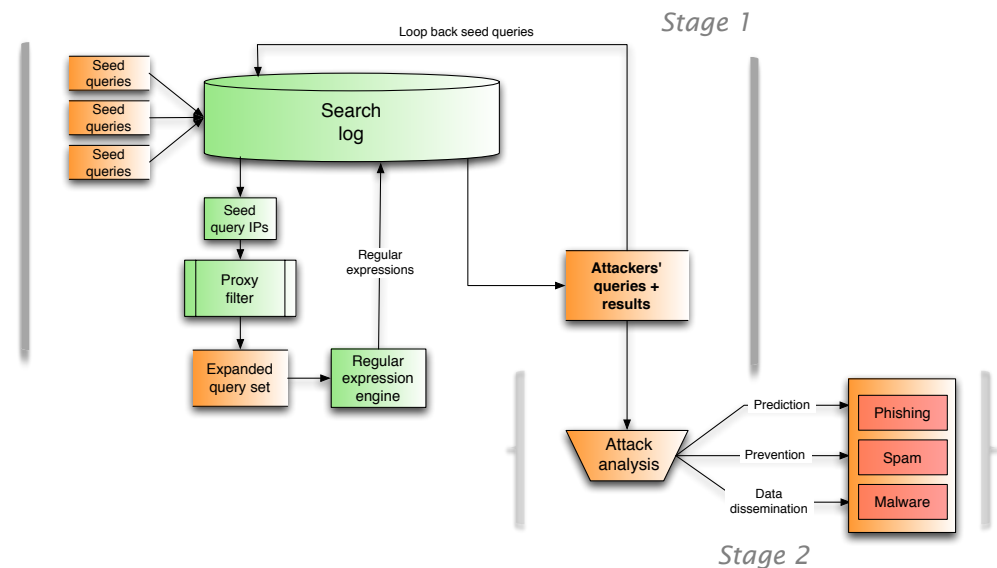 Stage 1
Loop back seed queries
Seed
queries
Seed
queries
Seed
queries
Search
log
Seed
query IPs
Proxy
filter
Expanded
query set
Regular
expression
engine
Regular
expressions
Attackers'
queries +
results
Attack
analysis
Prediction
Prevention
Data
dissemination
Phishing
Spam
Malware
Stage 2